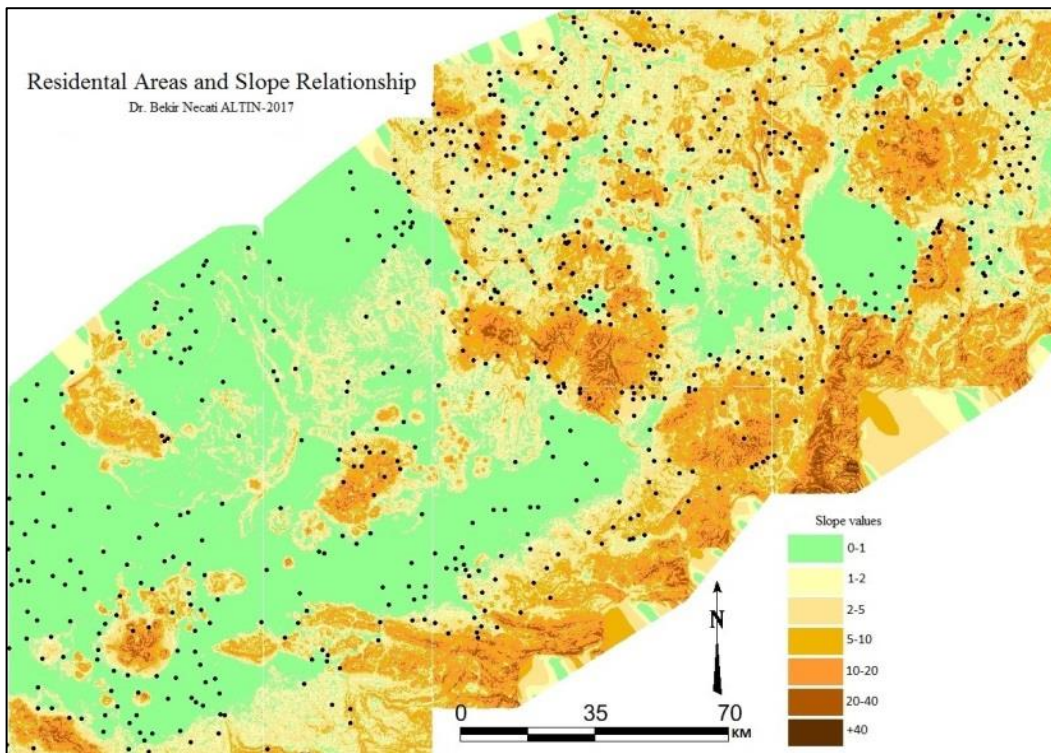 Residental Areas and Slope Relationship
Dr. Bekir Necati ALTIN-2017
Slope values
0-1
1-2
2-5
5-10
10-20
20-40
+40
N
0 35 70
KM